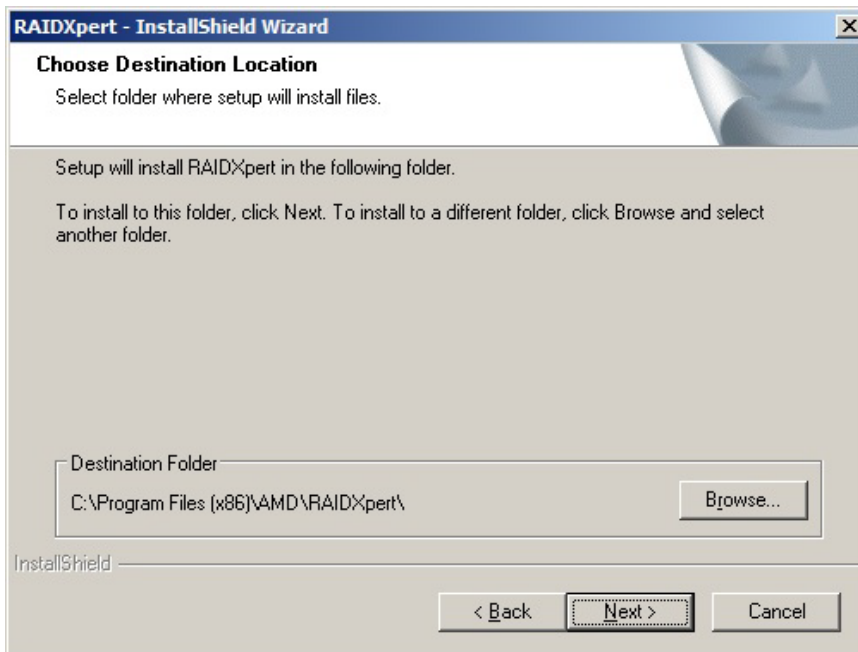 RAIDXpert - InstallShield Wizard
Choose Destination Location
Select folder where setup will install files.
Setup will install RAIDXpert in the following folder.
To install to this folder, click Next. To install to a different folder, click Browse and select
another folder.
Destination Folder
C:\Program Files (x86)\AMD\RAIDXpert\
Browse...
InstallShield
< Back
Next >
Cancel